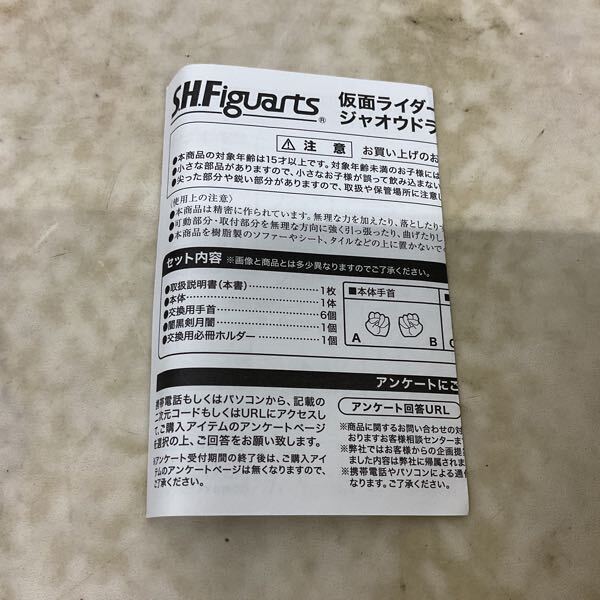 S.H.Figuarts®
仮面ライダー
ジャオウドラ
⚠ 注 意 お買い上げのお
●本商品の対象年齢は15才以上です。対象年齢未満のお子様には
●小さな部品がありますので、小さなお子様が誤って飲み込まない
●尖った部分や鋭い部分がありますので、取扱や保管場所に注意し
〈使用上の注意〉
●本商品は精密に作られています。無理な力を加えたり、落としたり
●可動部分・取付部分を無理な方向に強く引っ張ったり、曲げたりし
●本商品を樹脂製のソファーやシート、タイルなどの上に置かないで
セット内容 ※画像と商品とは多少異なりますのでご了承ください。
●取扱説明書(本書)……………1枚
●本体……………………………1体
●交換用手首……………………6個
●闇黒剣月闇……………………1個
●交換用必冊ホルダー…………1個
■本体手首
A B
アンケートにご
携帯電話もしくはパソコンから、記載の
二次元コードもしくはURLにアクセスし
て、ご購入アイテムのアンケートページ
を選択の上、ご回答をお願い致します。
※アンケート受付期間の終了後は、ご購入アイ
テムのアンケートページは無くなりますので、
ご了承ください。
アンケート回答URL
※商品に関するお問い合わせの対
おりますお客様相談センターま
※弊社ではお客様からの企画提
ました内容は弊社に帰属されま
※携帯電話やパソコンによる通
なります。ご了承ください。